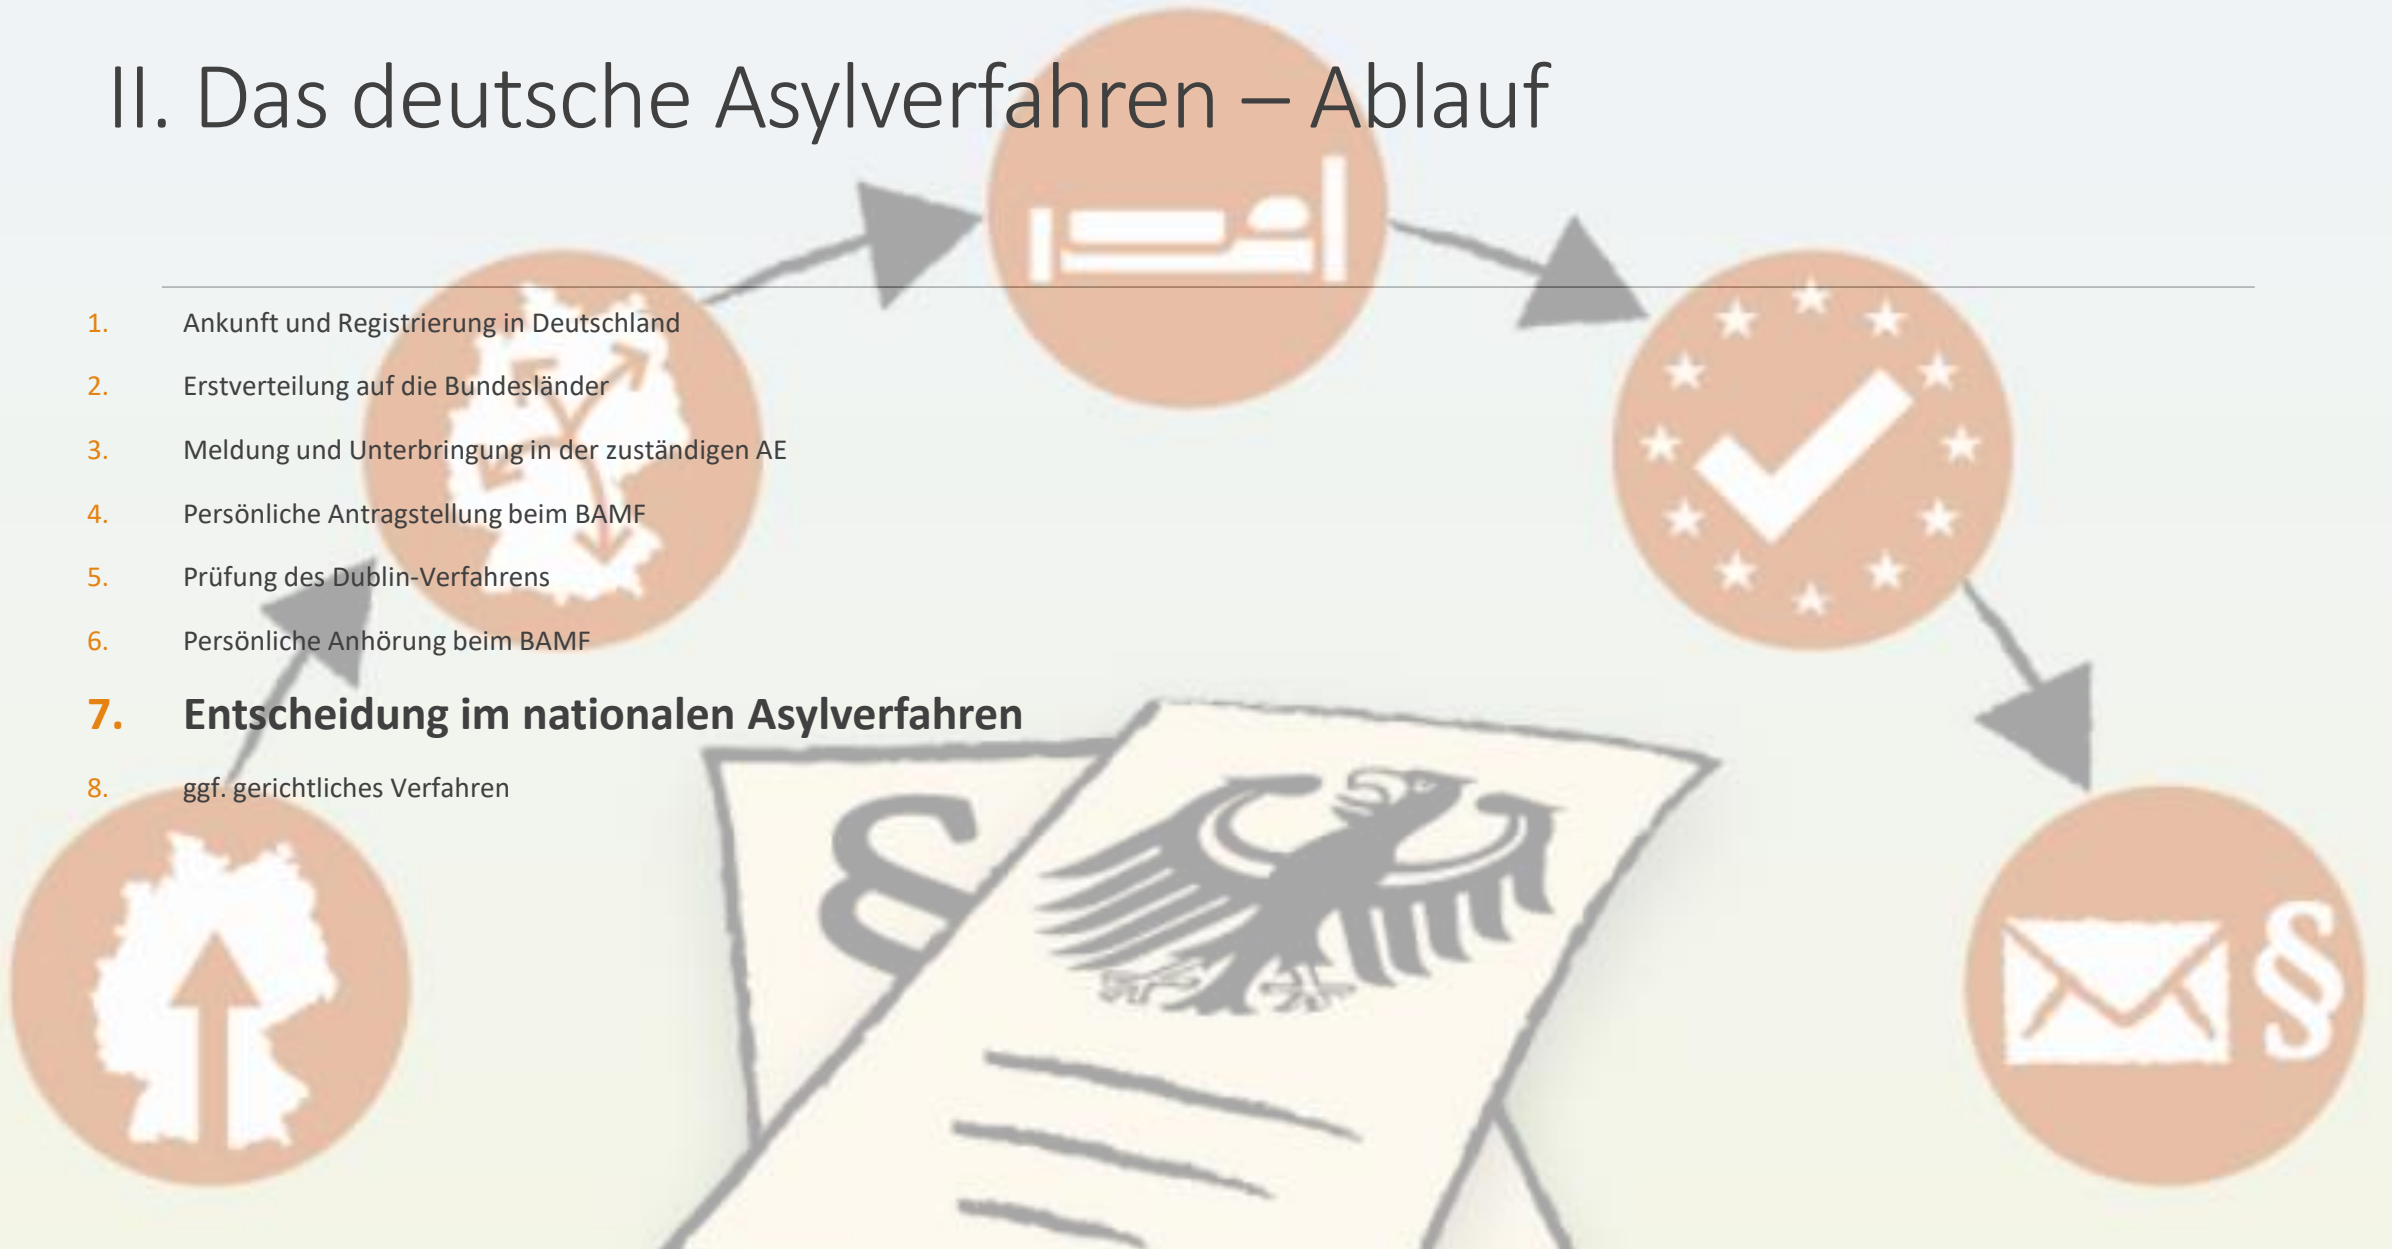 II. Das deutsche Asylverfahren – Ablauf
1. Ankunft und Registrierung in Deutschland
2. Erstverteilung auf die Bundesländer
3. Meldung und Unterbringung in der zuständigen AE
4. Persönliche Antragstellung beim BAMF
5. Prüfung des Dublin-Verfahrens
6. Persönliche Anhörung beim BAMF
7. Entscheidung im nationalen Asylverfahren
8. ggf. gerichtliches Verfahren
§
§